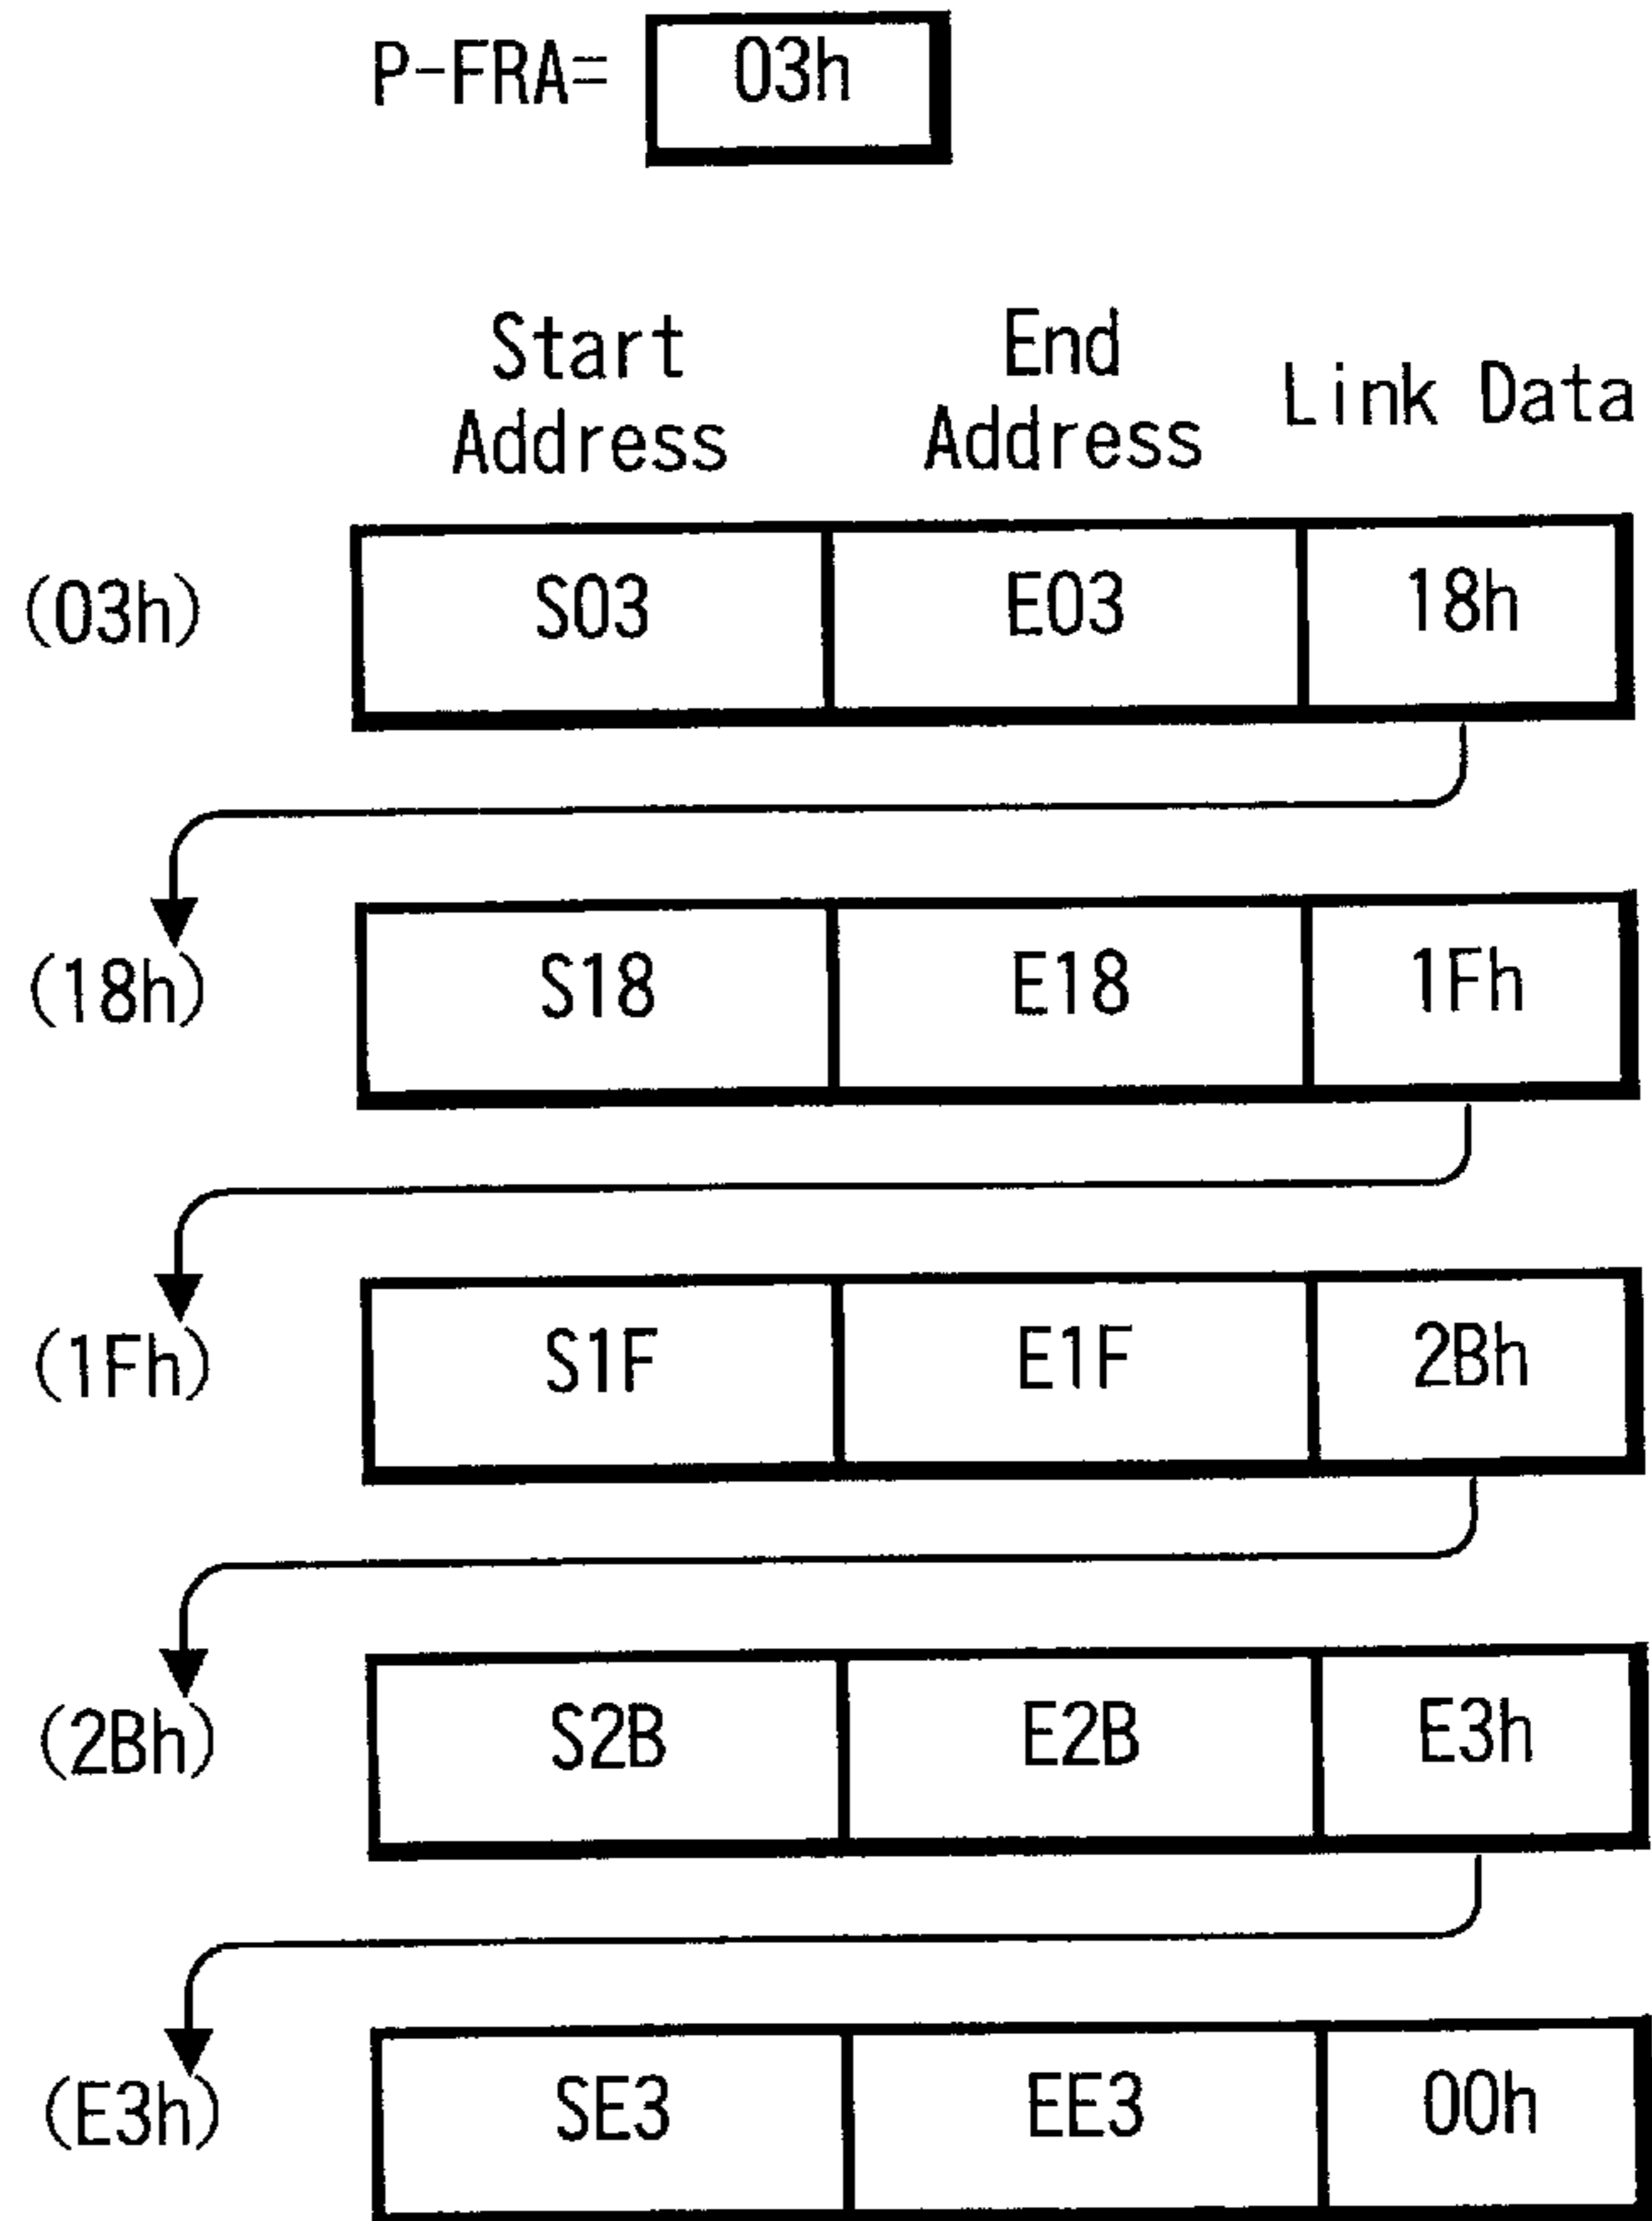 P-FRA= 03h
Start Address End Address Link Data
(03h) S03 E03 18h
(18h) S18 E18 1Fh
(1Fh) S1F E1F 2Bh
(2Bh) S2B E2B E3h
(E3h) SE3 EE3 00h